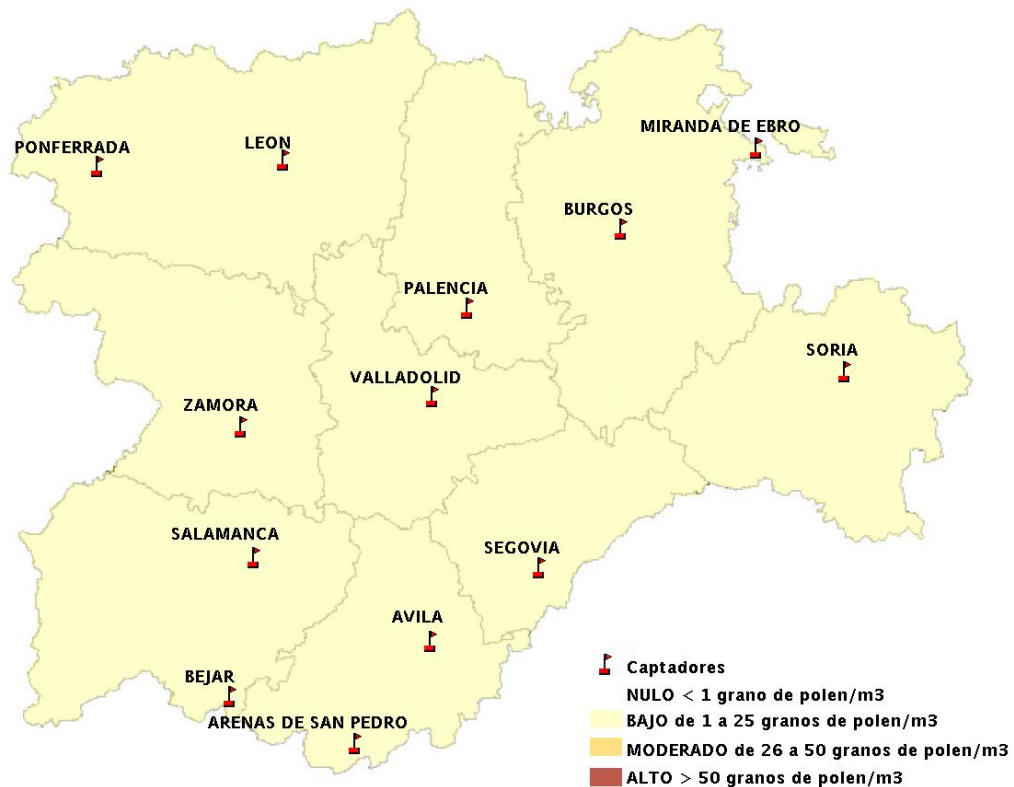 MIRANDA DE EBRO
PONFERRADA
LEON
BURGOS
PALENCIA
SORIA
VALLADOLID
ZAMORA
SALAMANCA
SEGOVIA
AVILA
BEJAR
ARENAS DE SAN PEDRO
Captadores
NULO < 1 grano de polen/m3
BAJO de 1 a 25 granos de polen/m3
MODERADO de 26 a 50 granos de polen/m3
ALTO > 50 granos de polen/m3